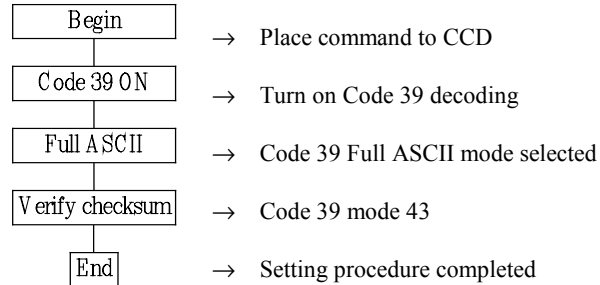 Begin → Place command to CCD
Code 39 ON → Turn on Code 39 decoding
Full ASCII → Code 39 Full ASCII mode selected
Verify checksum → Code 39 mode 43
End → Setting procedure completed